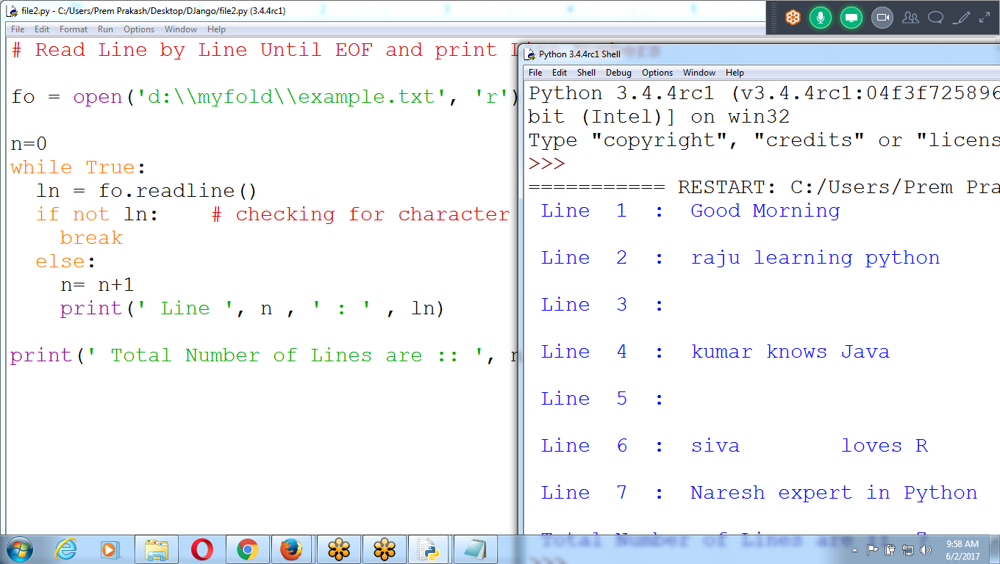 file2.py - C:/Users/Prem Prakash/Desktop/DJango/file2.py (3.4.4rc1)
File Edit Format Run Options Window Help
# Read Line by Line Until EOF and print Line numbers
fo = open('d:\\myfold\\example.txt', 'r')
n=0
while True:
  ln = fo.readline()
  if not ln:    # checking for character
    break
  else:
    n= n+1
    print(' Line ', n , ' : ' , ln)
print(' Total Number of Lines are :: ', n
Python 3.4.4rc1 Shell
File Edit Shell Debug Options Window Help
Python 3.4.4rc1 (v3.4.4rc1:04f3f725896
bit (Intel)] on win32
Type "copyright", "credits" or "licens
>>>
=========== RESTART: C:/Users/Prem Pra
Line  1  :  Good Morning
Line  2  :  raju learning python
Line  3  :
Line  4  :  kumar knows Java
Line  5  :
Line  6  :  siva        loves R
Line  7  :  Naresh expert in Python
Total Number of Lines are ::  7
>>>
9:58 AM
6/2/2017